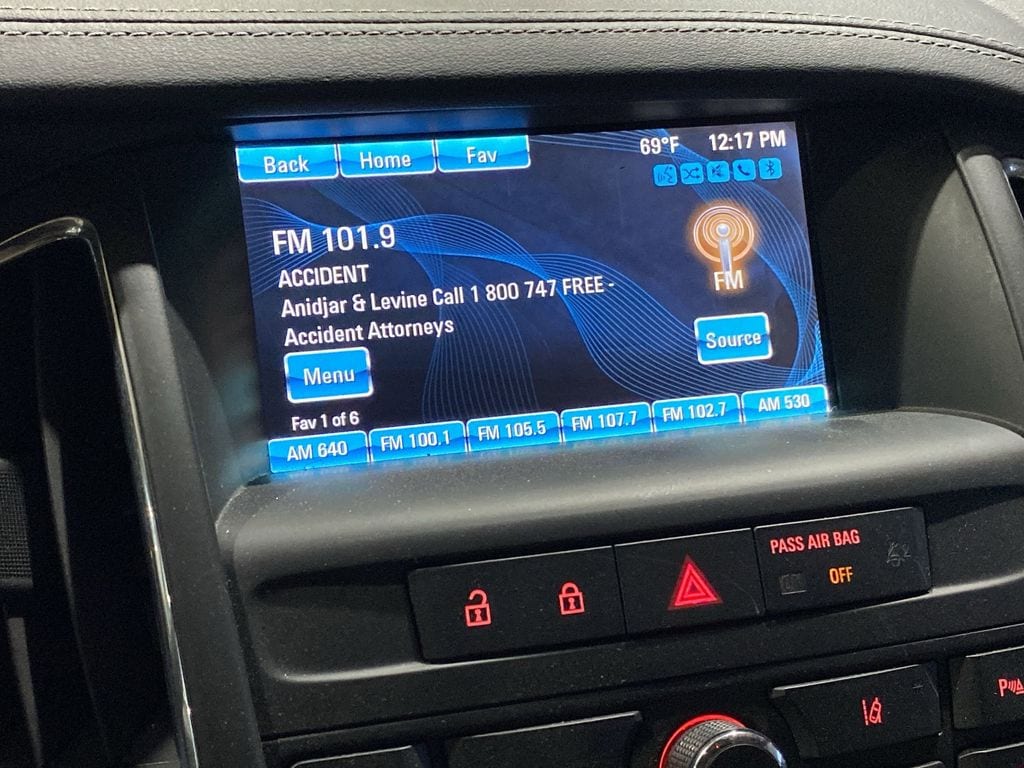 Back Home Fav 69°F 12:17 PM
FM 101.9
ACCIDENT
Anidjar & Levine Call 1 800 747 FREE -
Accident Attorneys
FM
Source
Menu
Fav 1 of 6
AM 640 FM 100.1 FM 105.5 FM 107.7 FM 102.7 AM 530
PASS AIR BAG
OFF
P